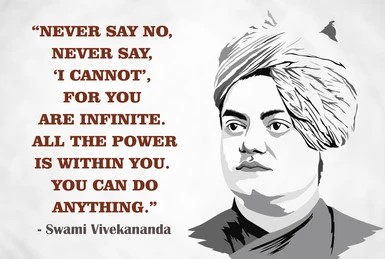 “NEVER SAY NO,
NEVER SAY,
‘I CANNOT’,
FOR YOU
ARE INFINITE.
ALL THE POWER
IS WITHIN YOU.
YOU CAN DO
ANYTHING.”
- Swami Vivekananda